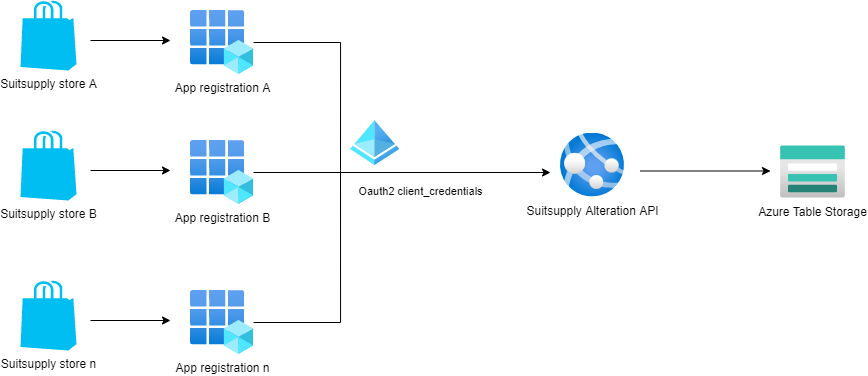 Suitsupply store A
App registration A
Suitsupply store B
App registration B
Oauth2 client_credentials
Suitsupply Alteration API
Azure Table Storage
Suitsupply store n
App registration n